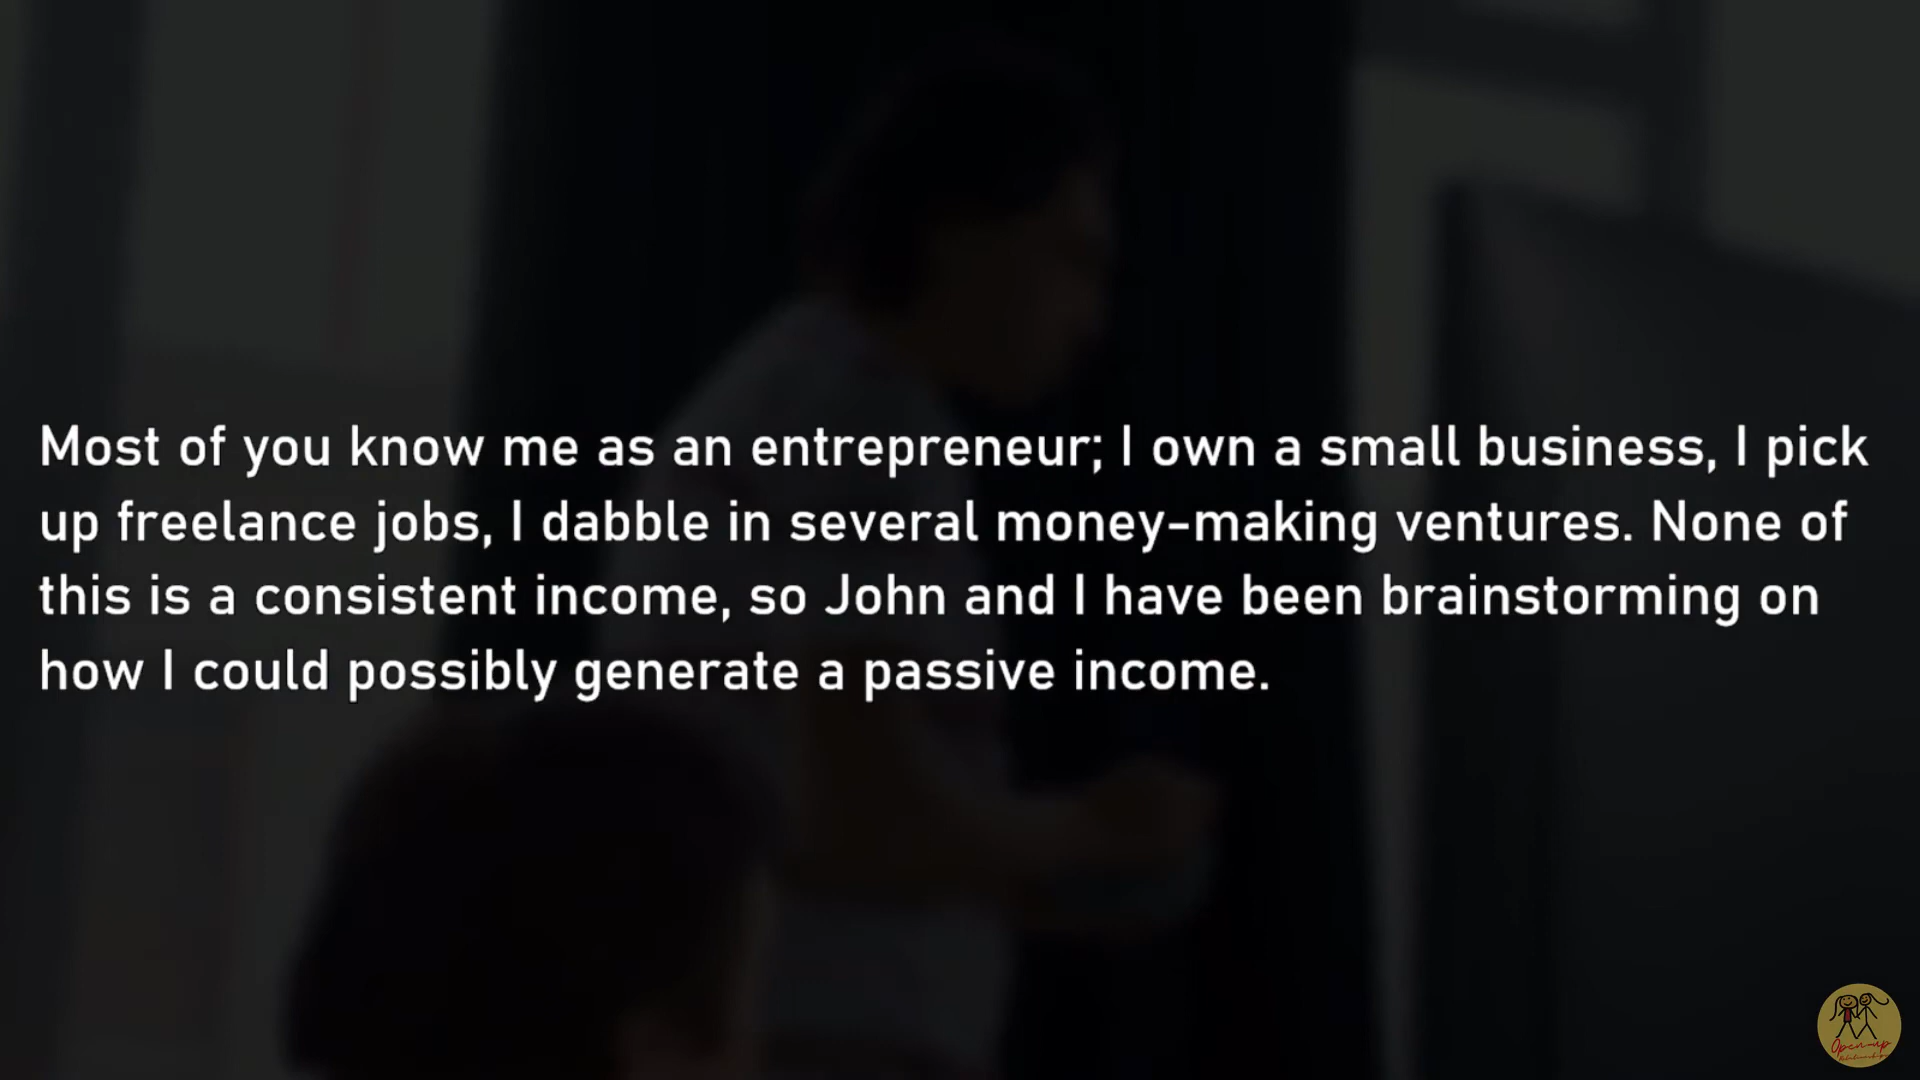 Most of you know me as an entrepreneur; I own a small business, I pick
up freelance jobs, I dabble in several money-making ventures. None of
this is a consistent income, so John and I have been brainstorming on
how I could possibly generate a passive income.
Open-up